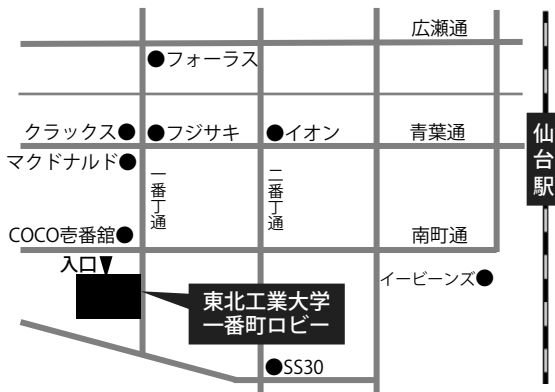 広瀬通
●フォーラス
クラックス●
●フジサキ
●イオン
青葉通
マクドナルド●
仙台駅
一番丁通
二番丁通
COCO壱番舘●
南町通
入口▼
イービーンズ●
東北工業大学
一番町ロビー
●SS30